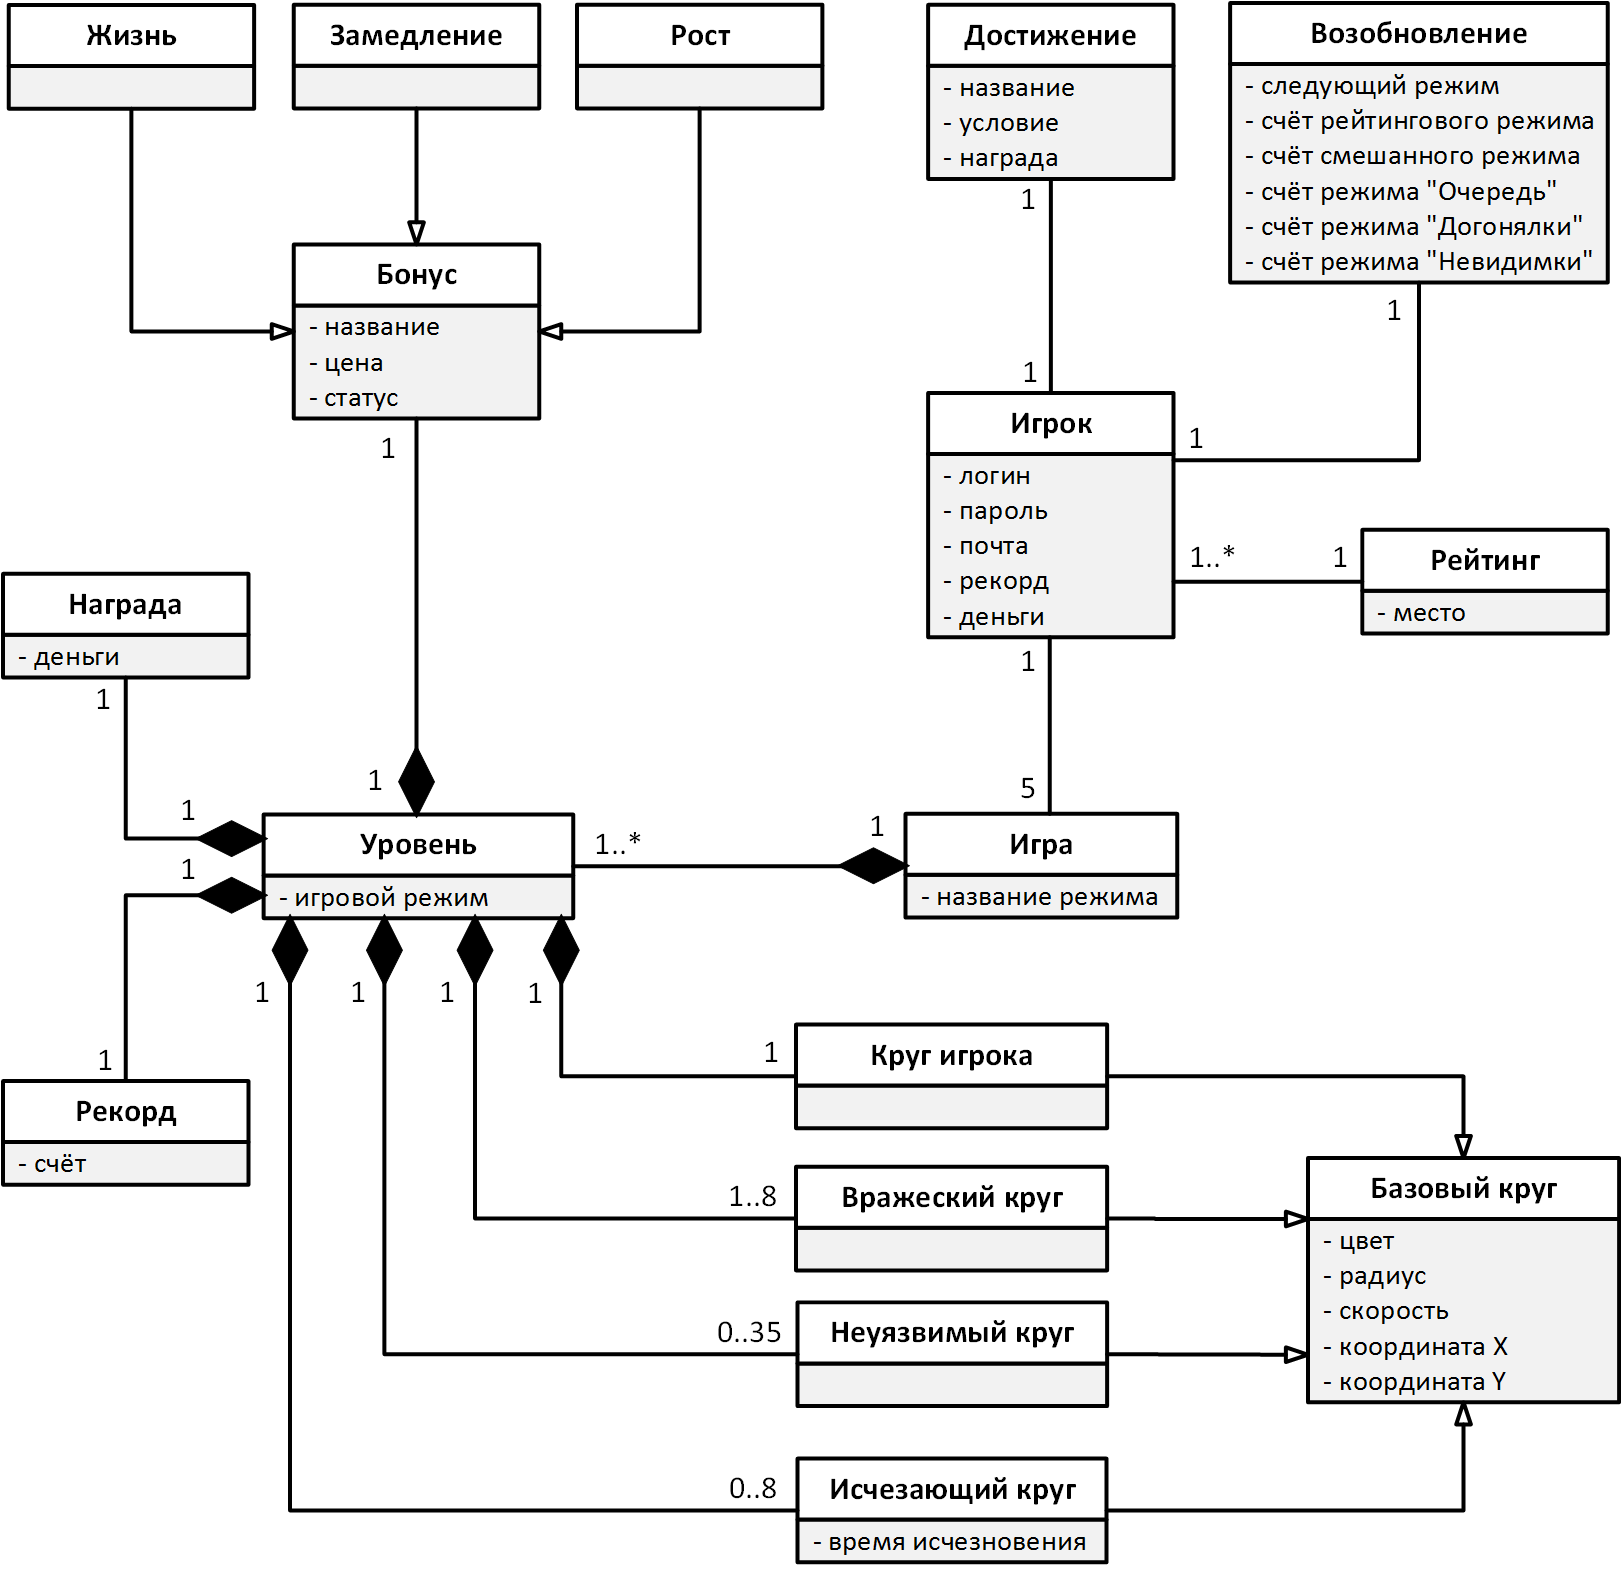 Жизнь
Замедление
Рост
Достижение
- название
- условие
- награда
Возобновление
- следующий режим
- счёт рейтингового режима
- счёт смешанного режима
- счёт режима "Очередь"
- счёт режима "Догонялки"
- счёт режима "Невидимки"
1
1
Бонус
- название
- цена
- статус
1
1
1
Игрок
- логин
- пароль
- почта
- рекорд
- деньги
1
1..*
1
Рейтинг
- место
Награда
- деньги
1
1
5
1
1
Уровень
- игровой режим
1..*
1
Игра
- название режима
1
1
1
1
1
1
Рекорд
- счёт
1
Круг игрока
1..8
Вражеский круг
0..35
Неуязвимый круг
0..8
Исчезающий круг
- время исчезновения
Базовый круг
- цвет
- радиус
- скорость
- координата X
- координата Y